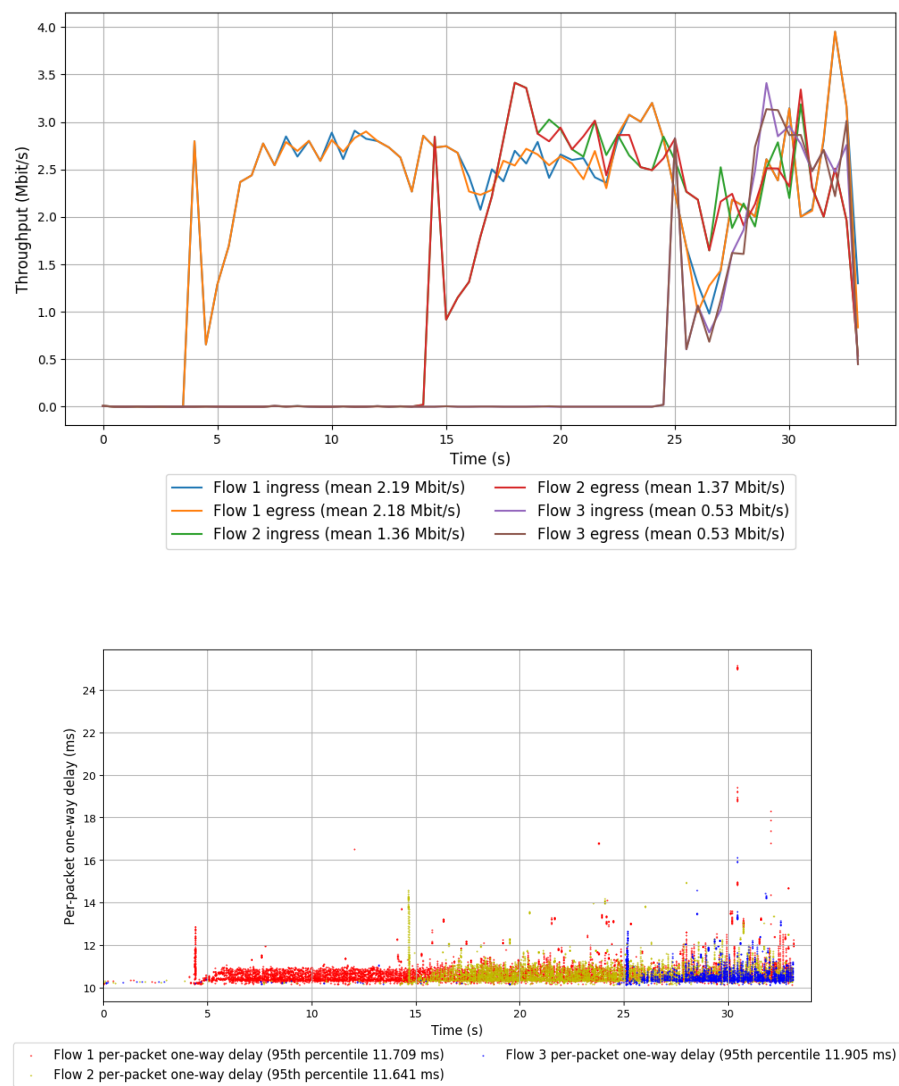 4.0
3.5
3.0
2.5
2.0
1.5
1.0
0.5
0.0
Throughput (Mbit/s)
0 5 10 15 20 25 30
Time (s)
Flow 1 ingress (mean 2.19 Mbit/s) Flow 2 egress (mean 1.37 Mbit/s)
Flow 1 egress (mean 2.18 Mbit/s) Flow 3 ingress (mean 0.53 Mbit/s)
Flow 2 ingress (mean 1.36 Mbit/s) Flow 3 egress (mean 0.53 Mbit/s)
24
22
20
18
16
14
12
10
Per-packet one-way delay (ms)
0 5 10 15 20 25 30
Time (s)
Flow 1 per-packet one-way delay (95th percentile 11.709 ms) Flow 3 per-packet one-way delay (95th percentile 11.905 ms)
Flow 2 per-packet one-way delay (95th percentile 11.641 ms)